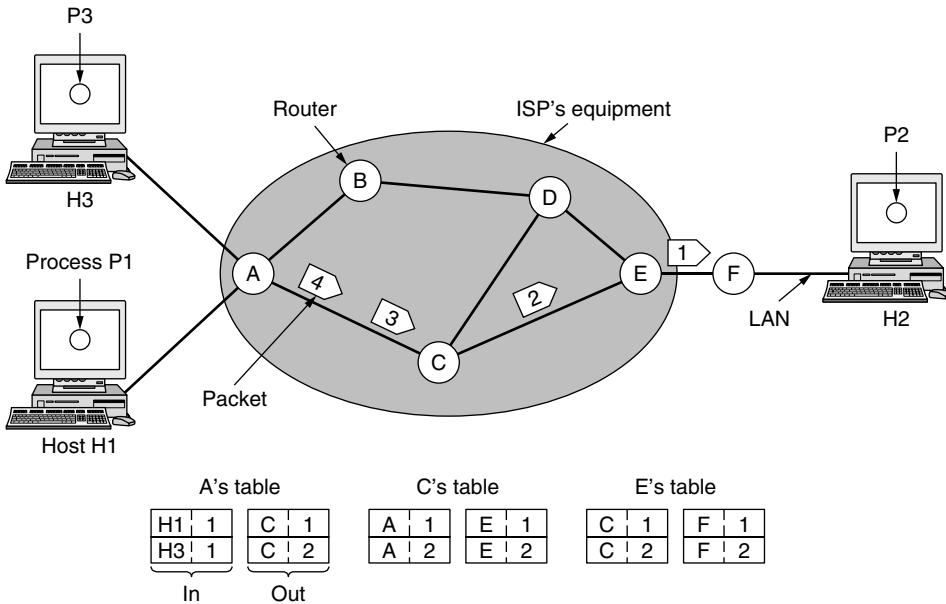 P3
Router
ISP's equipment
P2
H3
B
D
Process P1
A
4
3
2
E
1
F
LAN
H2
C
Packet
Host H1
A's table
C's table
E's table
H1 1 C 1 A 1 E 1 C 1 F 1
H3 1 C 2 A 2 E 2 C 2 F 2
In Out